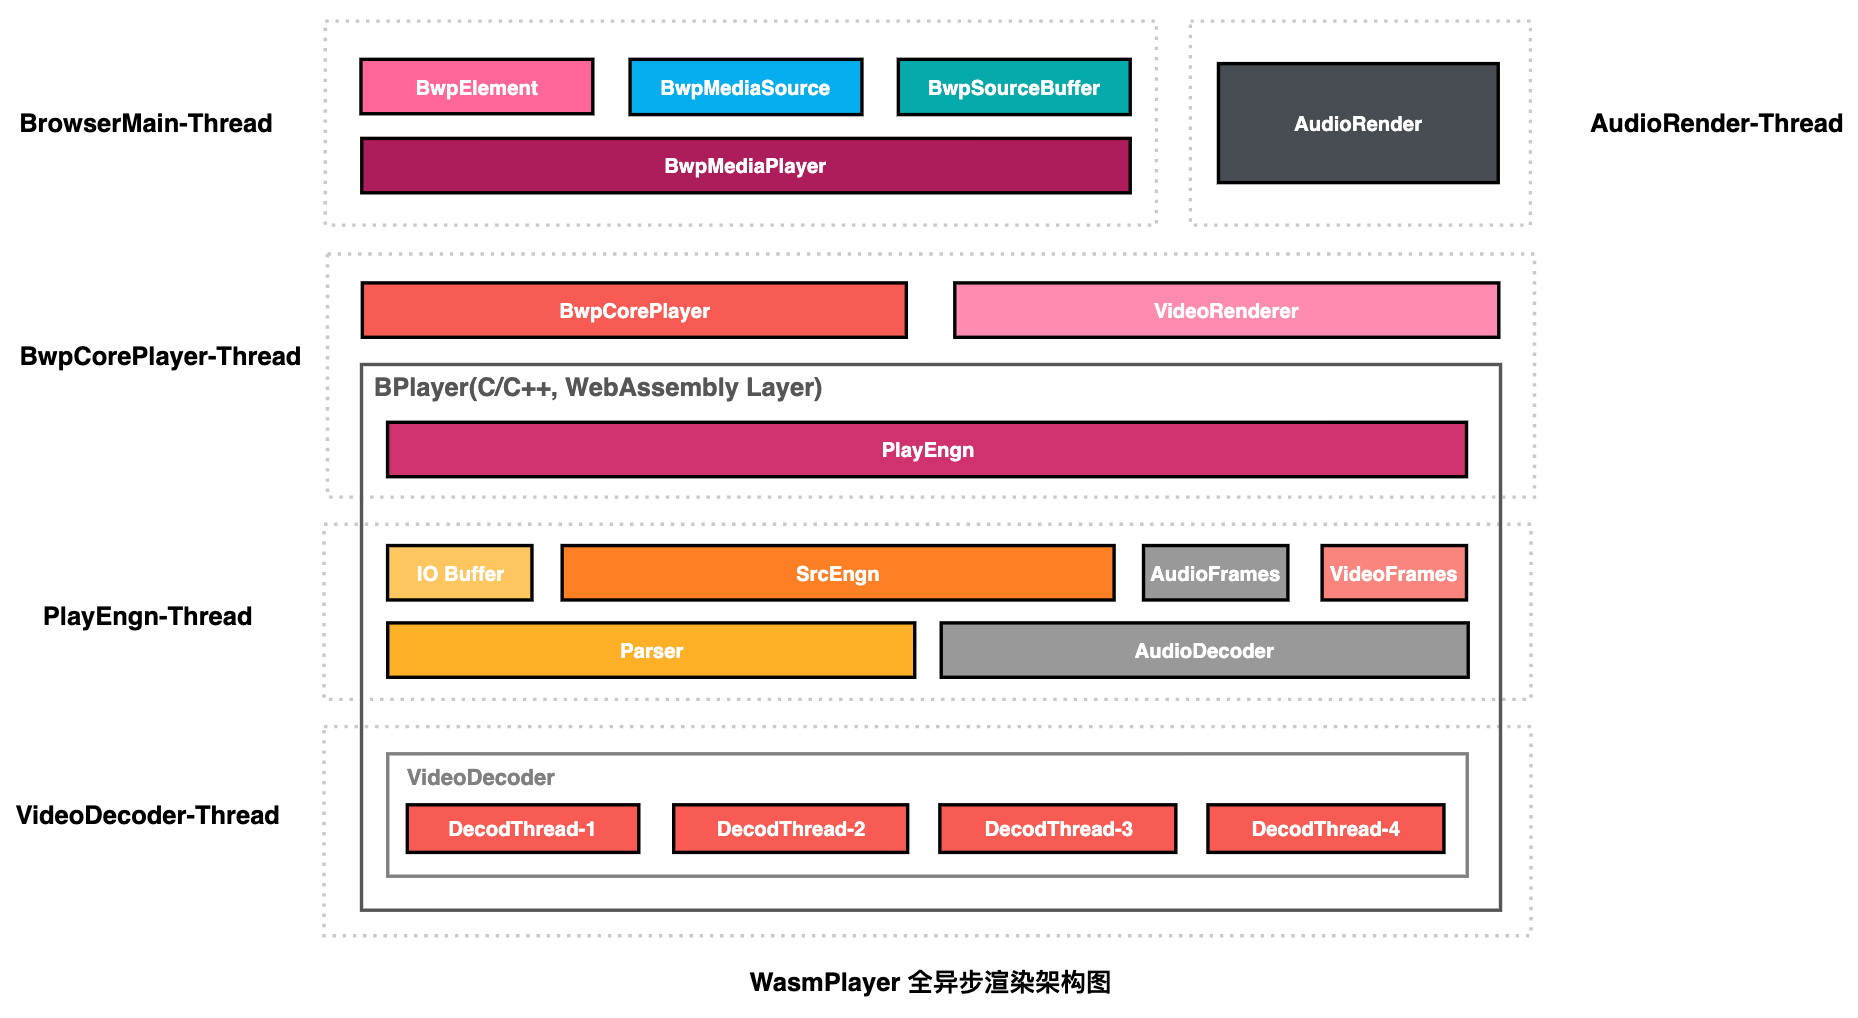 BrowserMain-Thread
BwpElement
BwpMediaSource
BwpSourceBuffer
BwpMediaPlayer
AudioRender
AudioRender-Thread
BwpCorePlayer-Thread
BwpCorePlayer
VideoRenderer
BPlayer(C/C++, WebAssembly Layer)
PlayEngn
PlayEngn-Thread
IO Buffer
SrcEngn
AudioFrames
VideoFrames
Parser
AudioDecoder
VideoDecoder-Thread
VideoDecoder
DecodThread-1
DecodThread-2
DecodThread-3
DecodThread-4
WasmPlayer 全异步渲染架构图